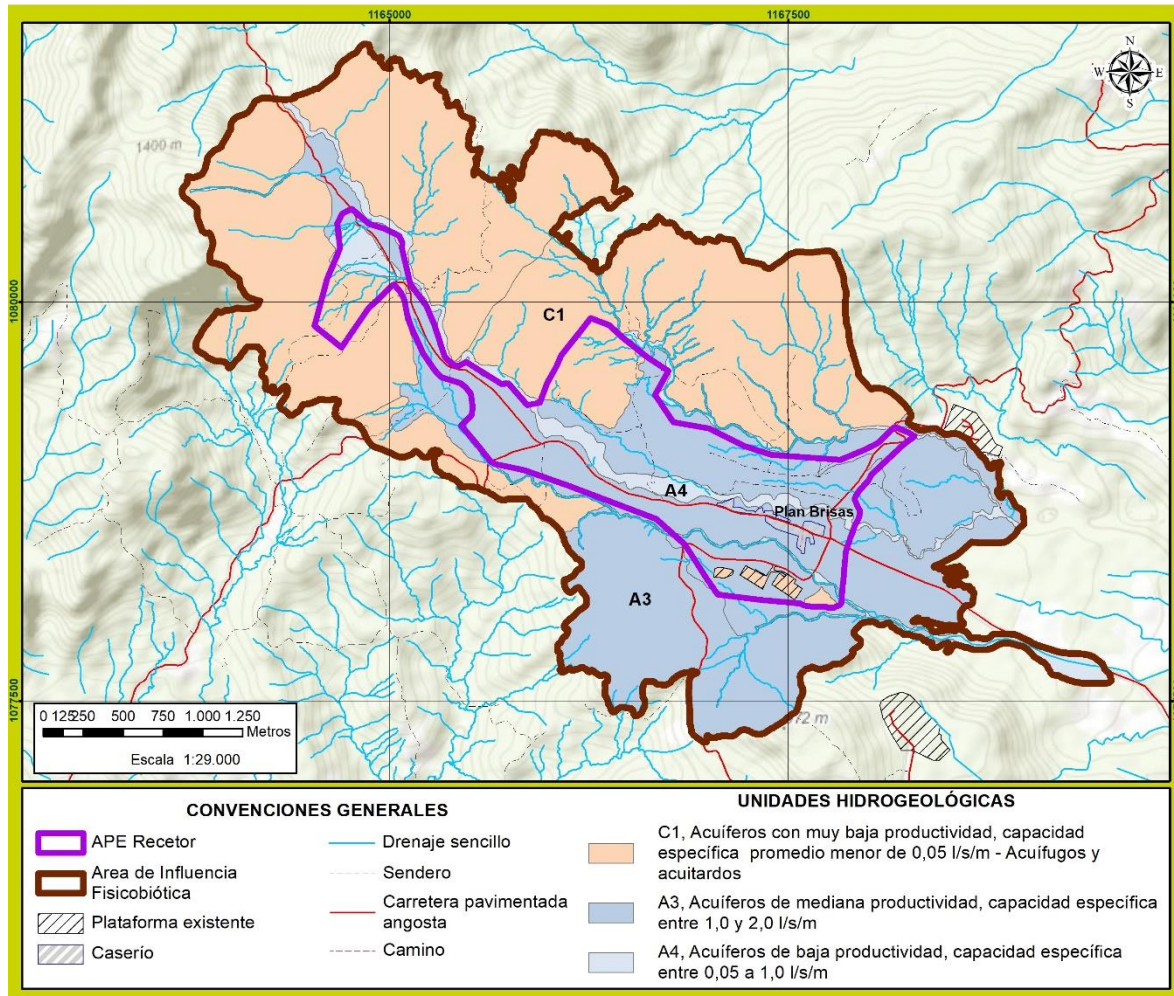 1165000
1167500
N
W E
S
1400 m
1080000
C1
A4
Plan Brisas
A3
1077500
0 125250 500 750 1.000 1.250
Metros
Escala 1:29.000
CONVENCIONES GENERALES
APE Recetor
Area de Influencia
Fisicobiótica
Plataforma existente
Caserío
Drenaje sencillo
Sendero
Carretera pavimentada
angosta
Camino
UNIDADES HIDROGEOLÓGICAS
C1, Acuíferos con muy baja productividad, capacidad
específica promedio menor de 0,05 l/s/m - Acuífugos y
acuitardos
A3, Acuíferos de mediana productividad, capacidad específica
entre 1,0 y 2,0 l/s/m
A4, Acuíferos de baja productividad, capacidad específica
entre 0,05 a 1,0 l/s/m